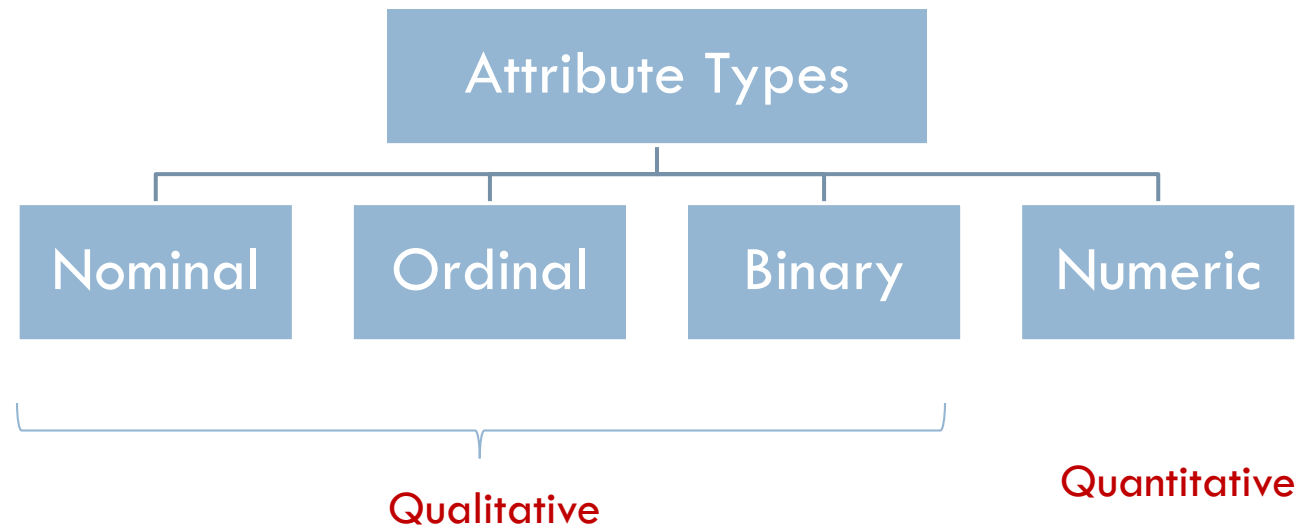 Attribute Types
Nominal
Ordinal
Binary
Numeric
Qualitative
Quantitative